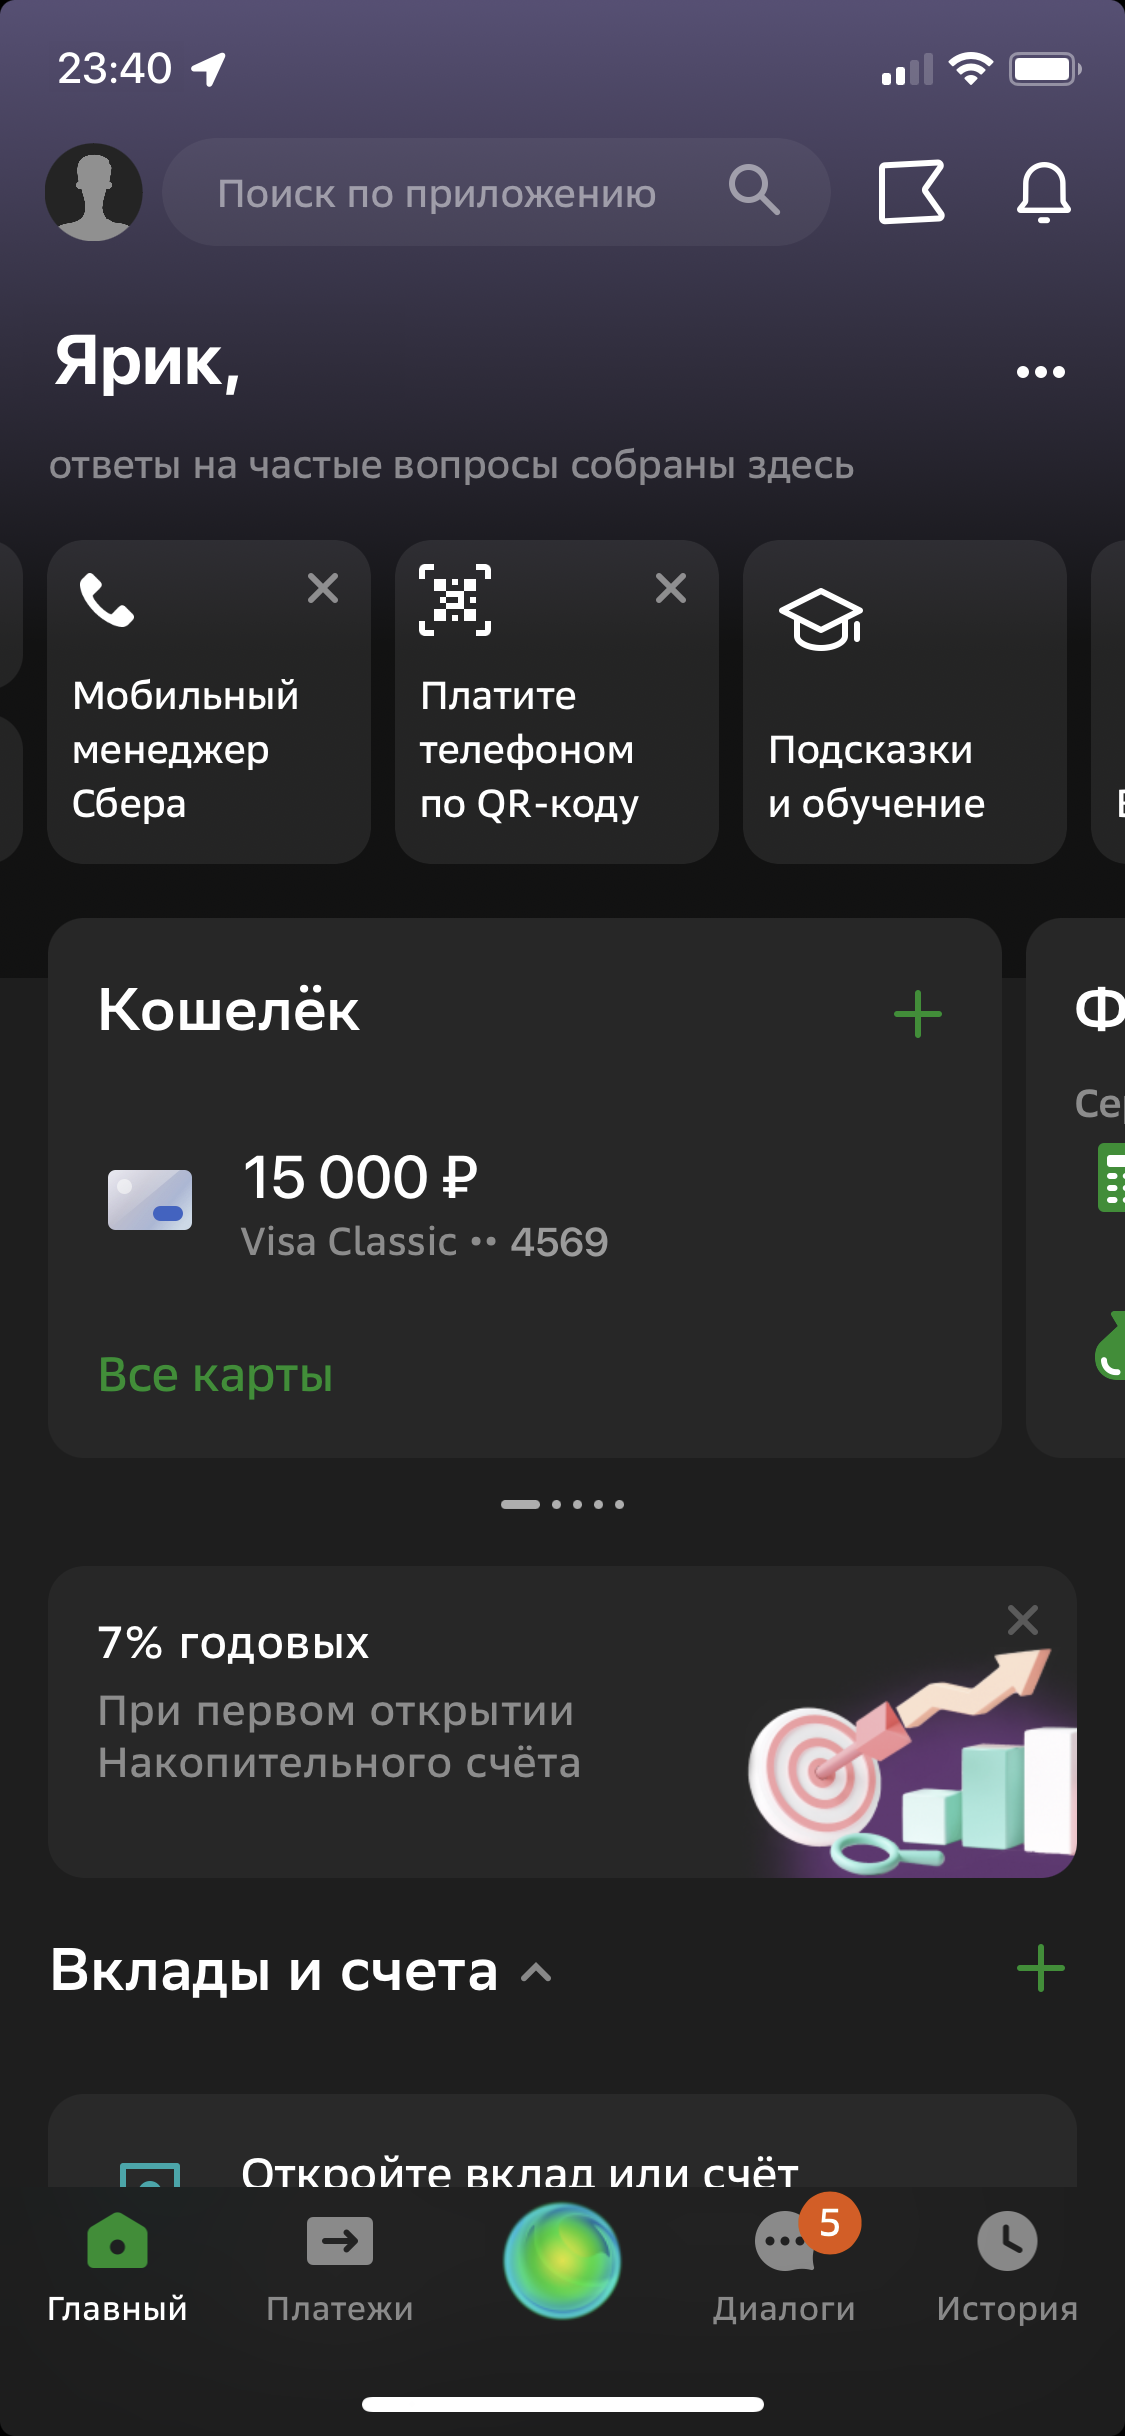 23:40
Поиск по приложению
Ярик,
ответы на частые вопросы собраны здесь
Мобильный
менеджер
Сбера
Платите
телефоном
по QR-коду
Подсказки
и обучение
Кошелёк
15 000 ₽
Visa Classic •• 4569
Все карты
7% годовых
При первом открытии
Накопительного счёта
Вклады и счета
Откройте вклад или счёт
5
Главный
Платежи
Диалоги
История